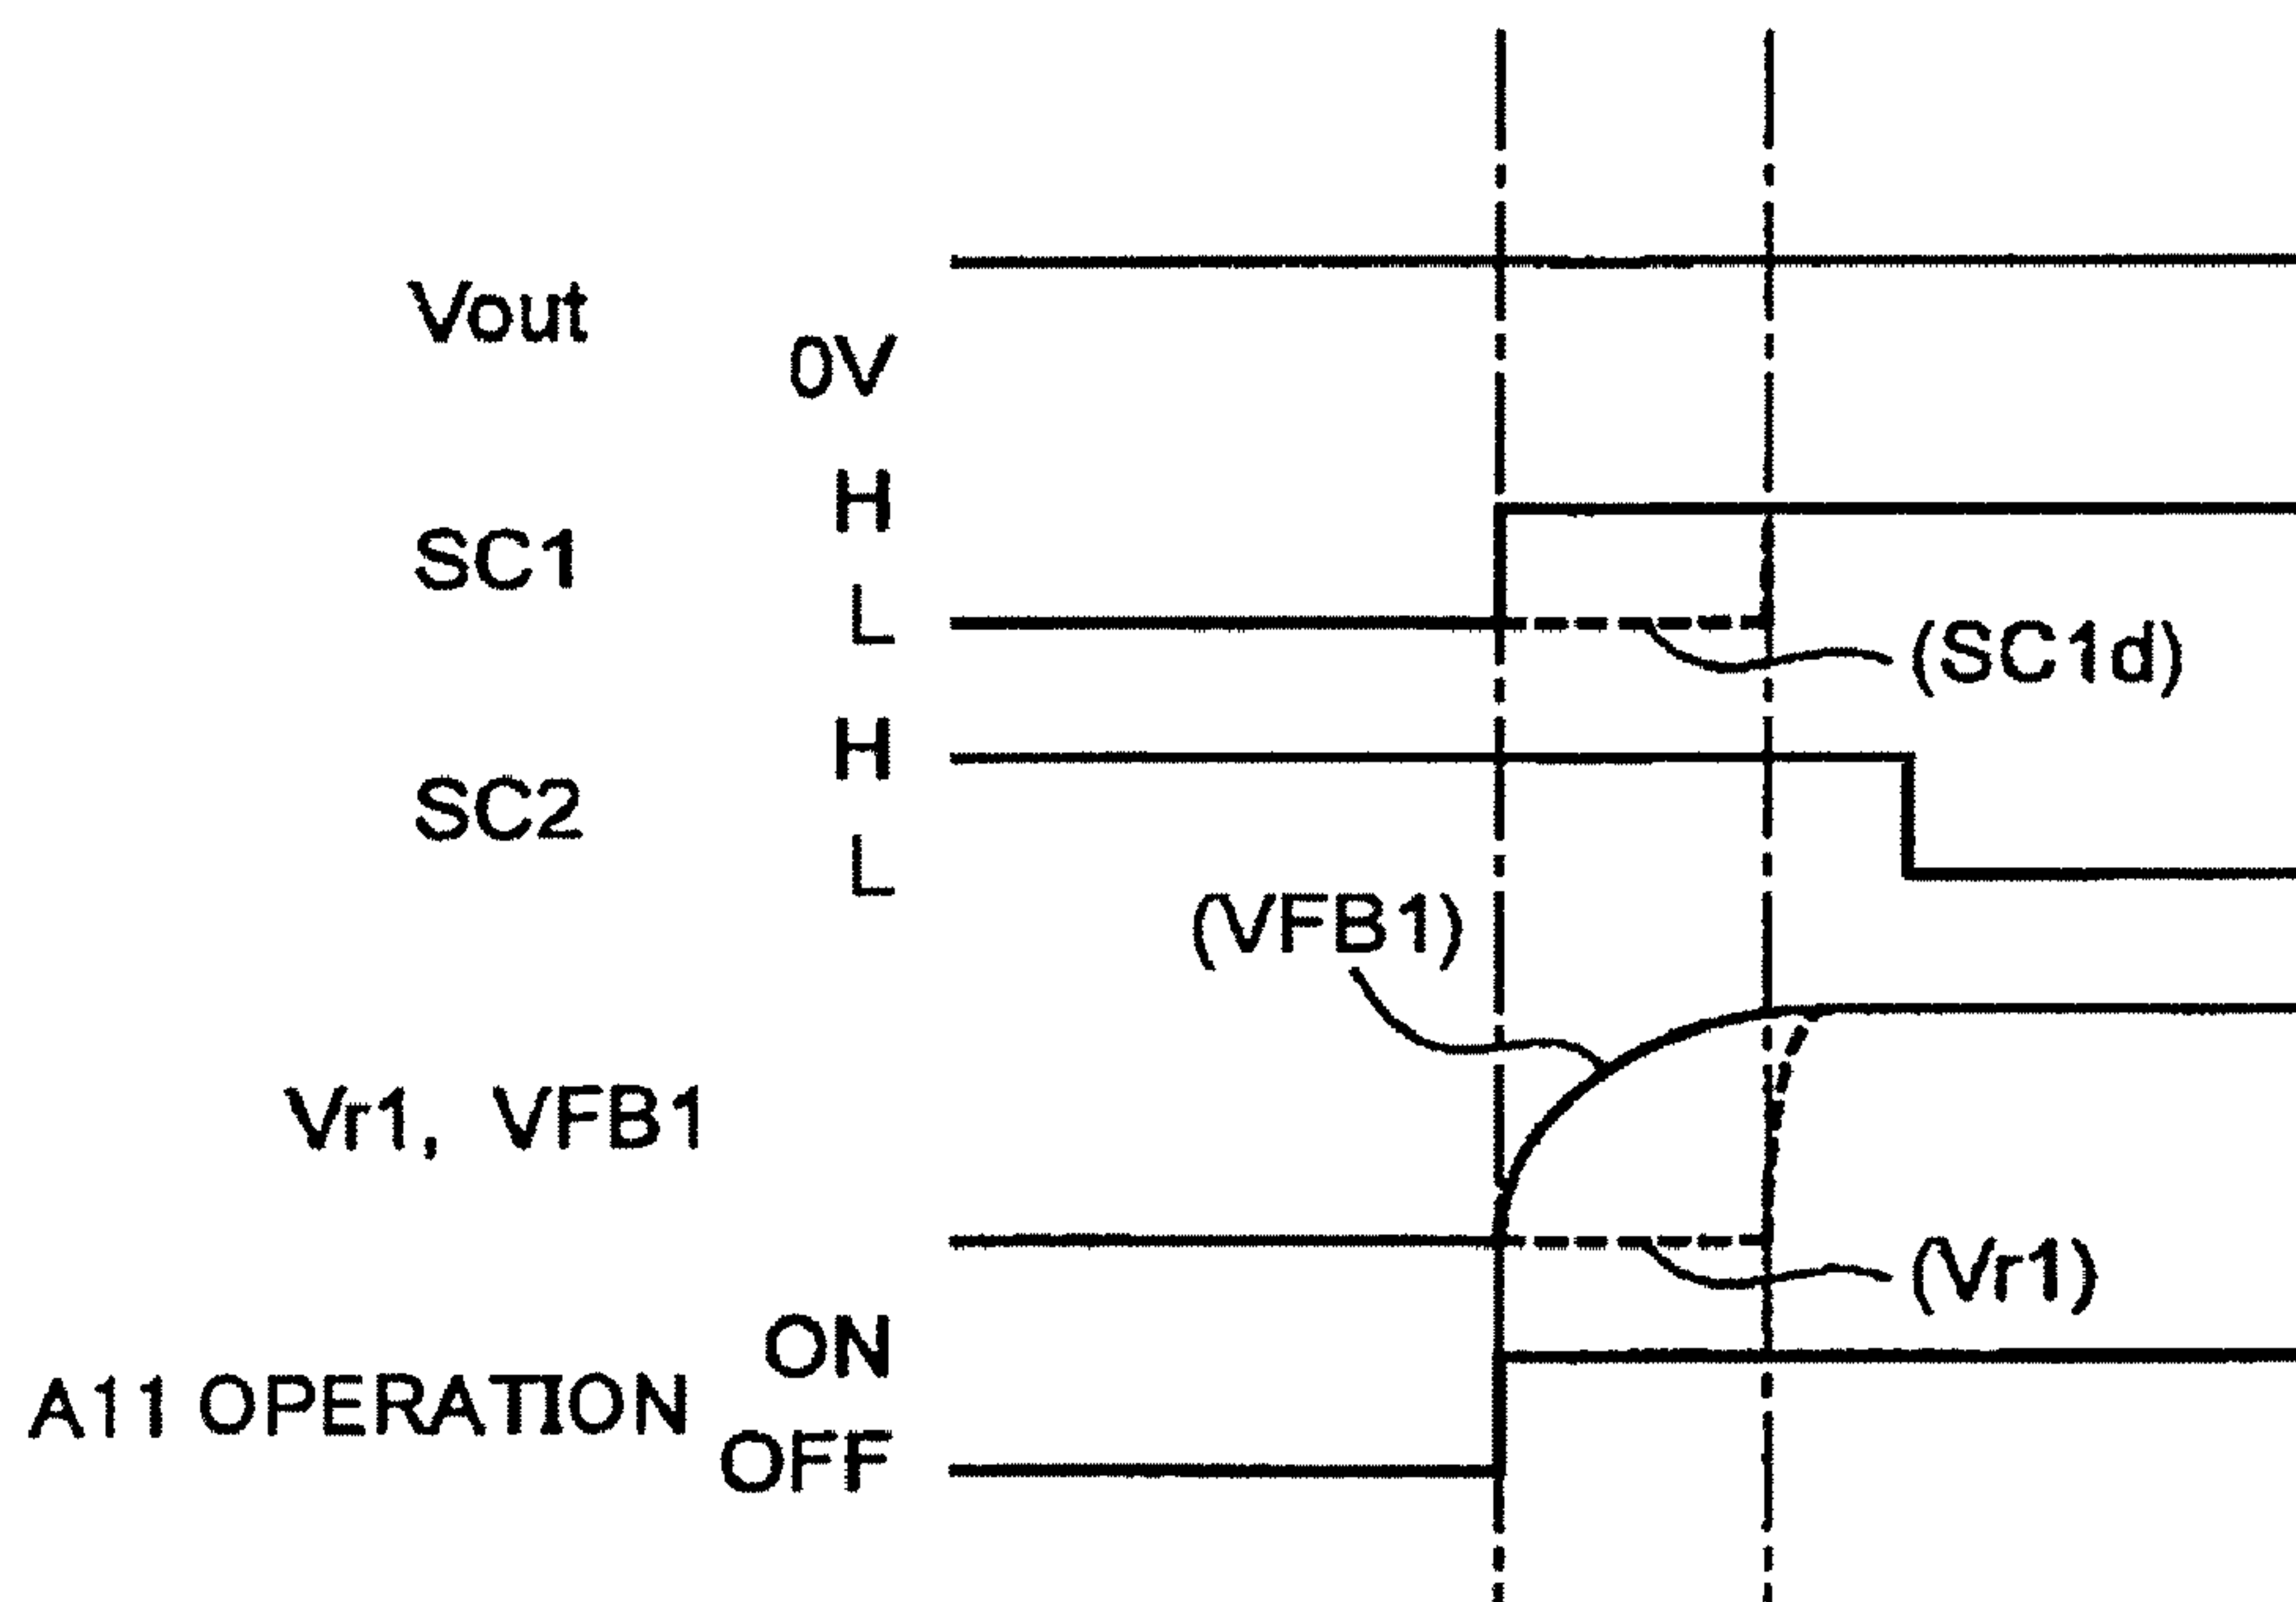 Vout
0V
H
SC1
L
(SC1d)
H
SC2
L
(VFB1)
Vr1, VFB1
(Vr1)
ON
A11 OPERATION
OFF